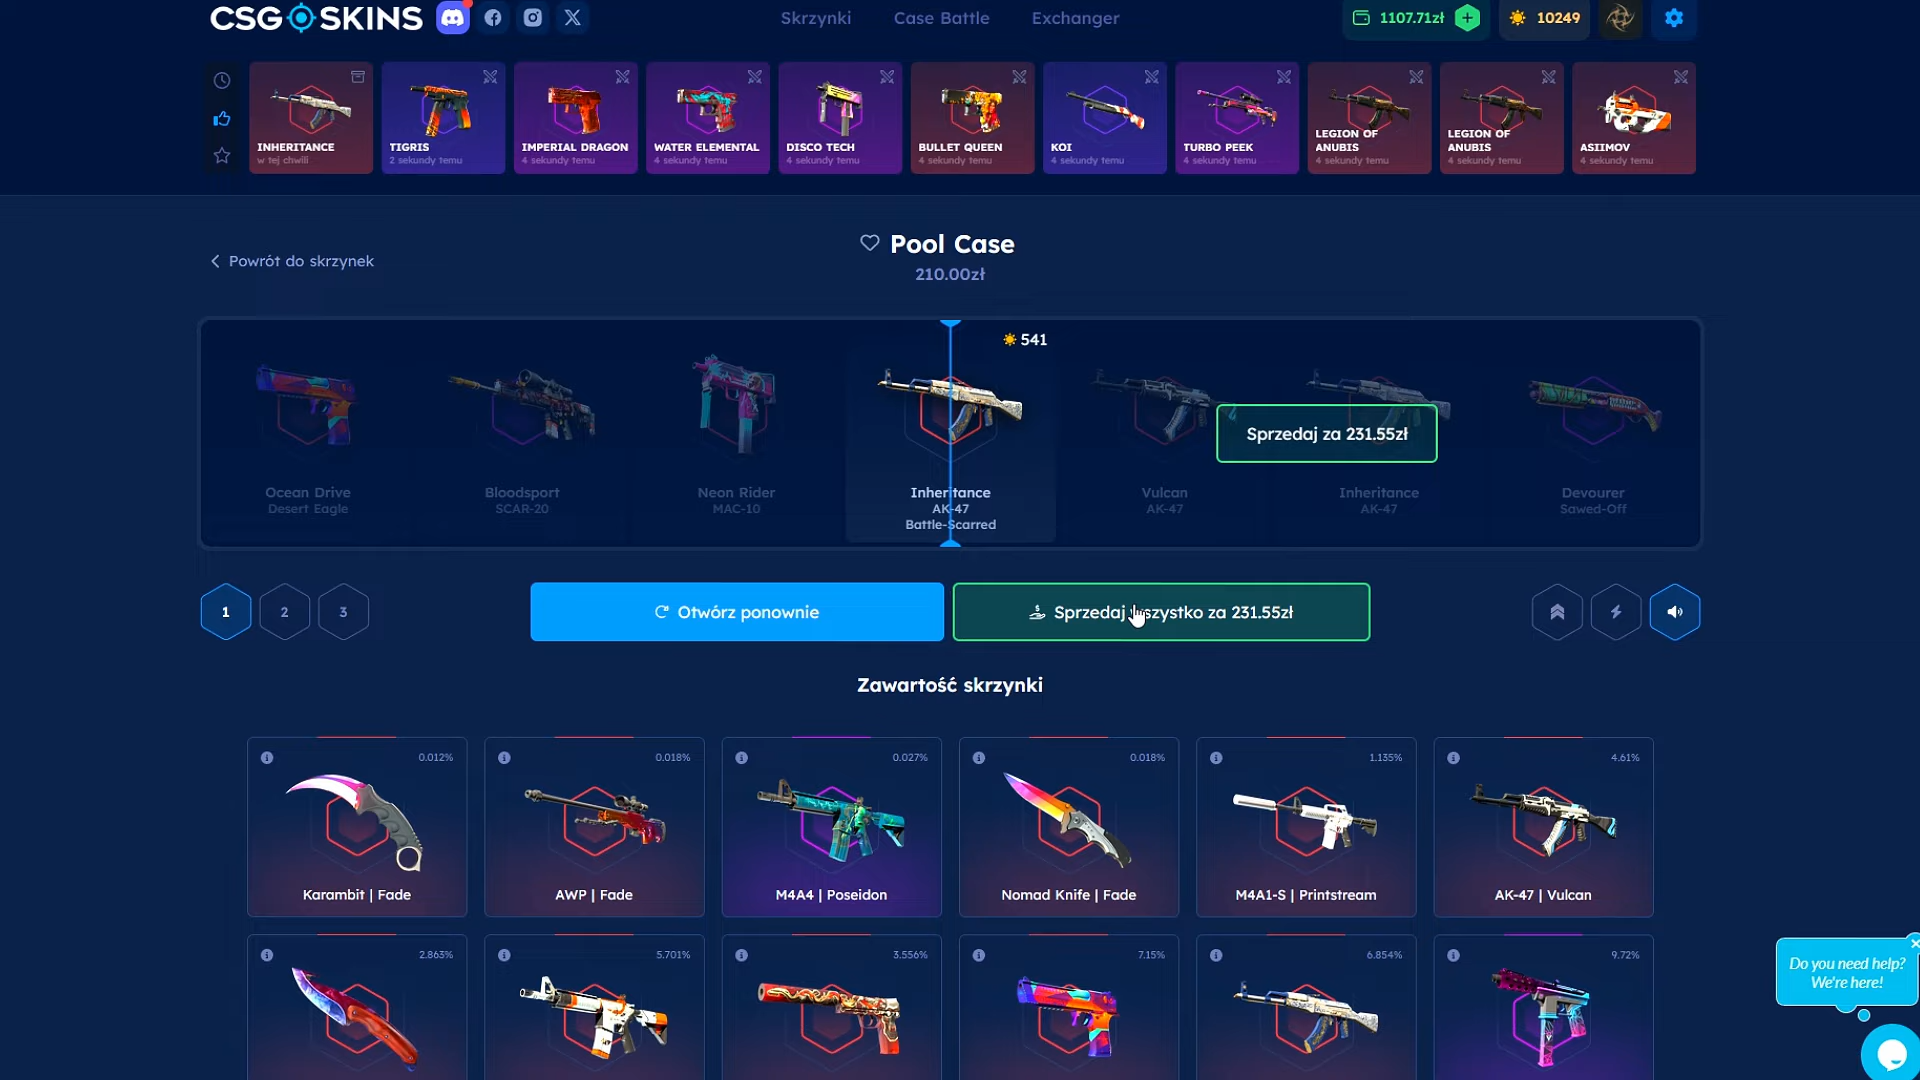 CSG SKINS
Skrzynki
Case Battle
Exchanger
1107.71zł
10249
INHERITANCE
w tej chwili
TIGRIS
2 sekundy temu
IMPERIAL DRAGON
4 sekundy temu
WATER ELEMENTAL
4 sekundy temu
DISCO TECH
4 sekundy temu
BULLET QUEEN
4 sekundy temu
KOI
4 sekundy temu
TURBO PEEK
4 sekundy temu
LEGION OF
ANUBIS
4 sekundy temu
LEGION OF
ANUBIS
4 sekundy temu
ASIIMOV
4 sekundy temu
Powrót do skrzynek
Pool Case
210.00zł
541
Sprzedaj za 231.55zł
Ocean Drive
Desert Eagle
Bloodsport
SCAR-20
Neon Rider
MAC-10
Inheritance
AK-47
Battle-Scarred
Vulcan
AK-47
Inheritance
AK-47
Devourer
Sawed-Off
1
2
3
Otwórz ponownie
Sprzedaj wszystko za 231.55zł
Zawartość skrzynki
0.012%
Karambit | Fade
0.018%
AWP | Fade
0.027%
M4A4 | Poseidon
0.018%
Nomad Knife | Fade
1.135%
M4A1-S | Printstream
4.61%
AK-47 | Vulcan
2.863%
5.701%
3.556%
7.15%
6.854%
9.72%
Do you need help?
We're here!